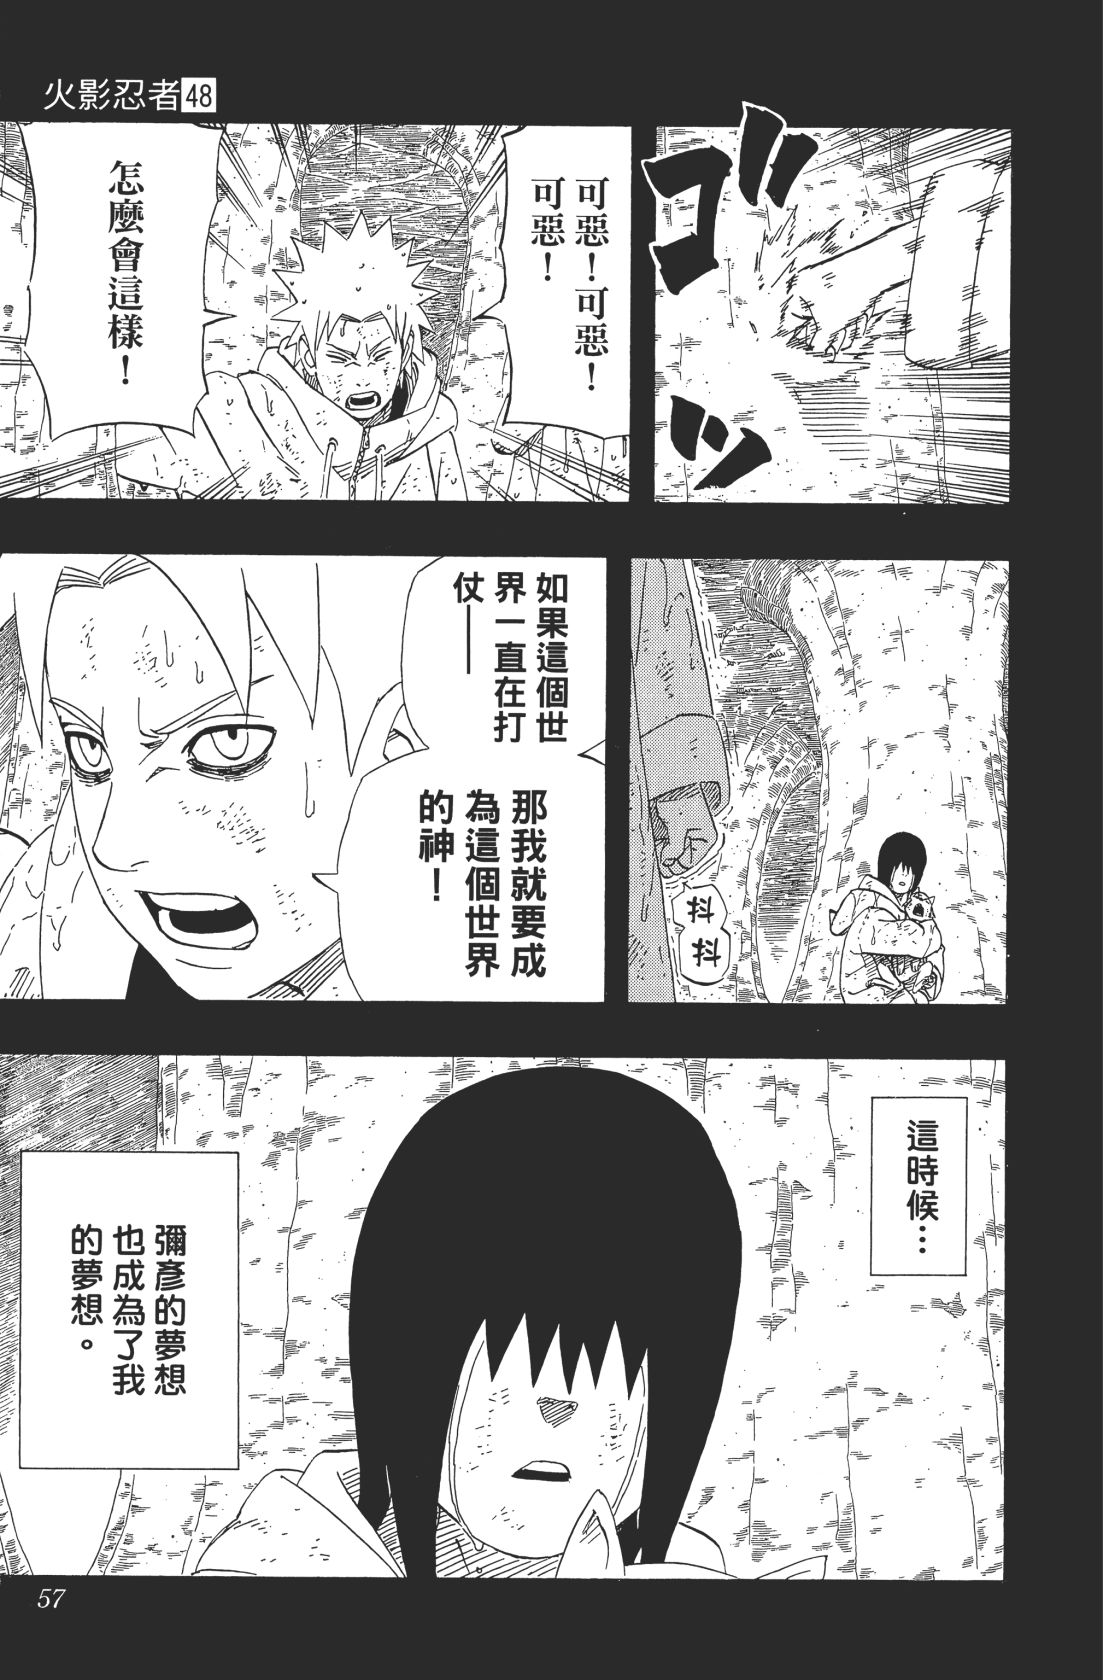 火影忍者48
ゴッ
可惡！可惡！
可惡！
怎麼會這樣！
抖
抖
如果這個世
界一直在打
仗──
那我就要成
為這個世界
的神！
這時候…
彌彥的夢想
也成為了我
的夢想。
57